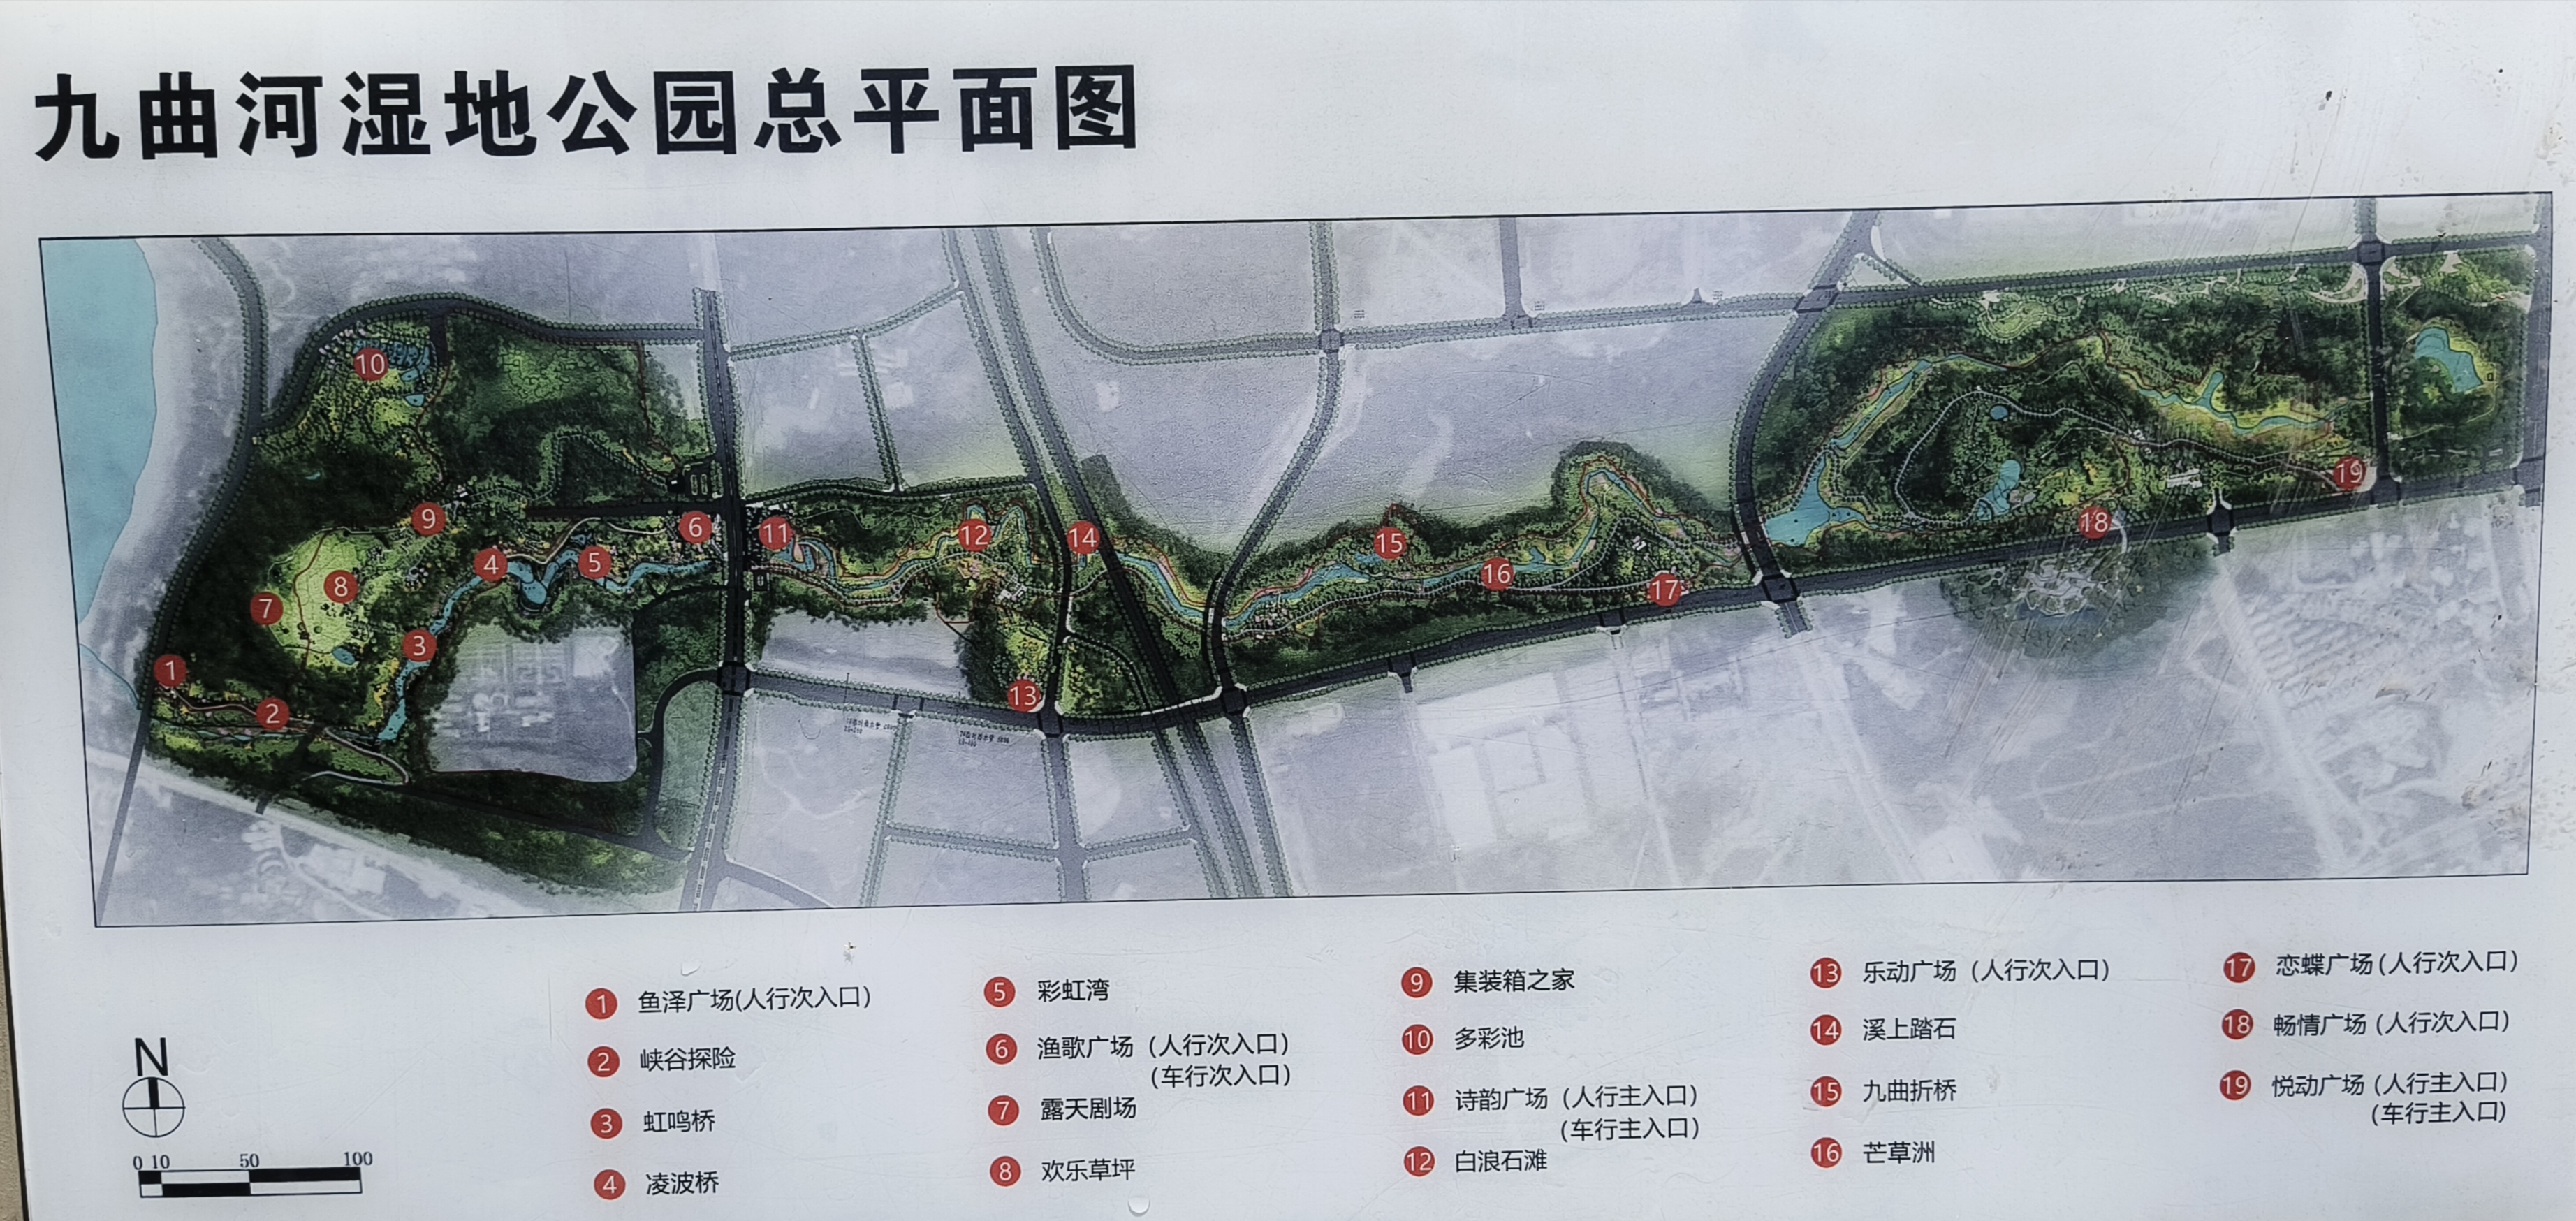 九曲河湿地公园总平面图
10
9
6
11
12
14
4
5
8
7
3
1
2
13
15
16
17
18
19
N
0 10 50 100
1 鱼泽广场(人行次入口)
2 峡谷探险
3 虹鸣桥
4 凌波桥
5 彩虹湾
6 渔歌广场 (人行次入口)
(车行次入口)
7 露天剧场
8 欢乐草坪
9 集装箱之家
10 多彩池
11 诗韵广场 (人行主入口)
(车行主入口)
12 白浪石滩
13 乐动广场 (人行次入口)
14 溪上踏石
15 九曲折桥
16 芒草洲
17 恋蝶广场(人行次入口)
18 畅情广场 (人行次入口)
19 悦动广场 (人行主入口)
(车行主入口)